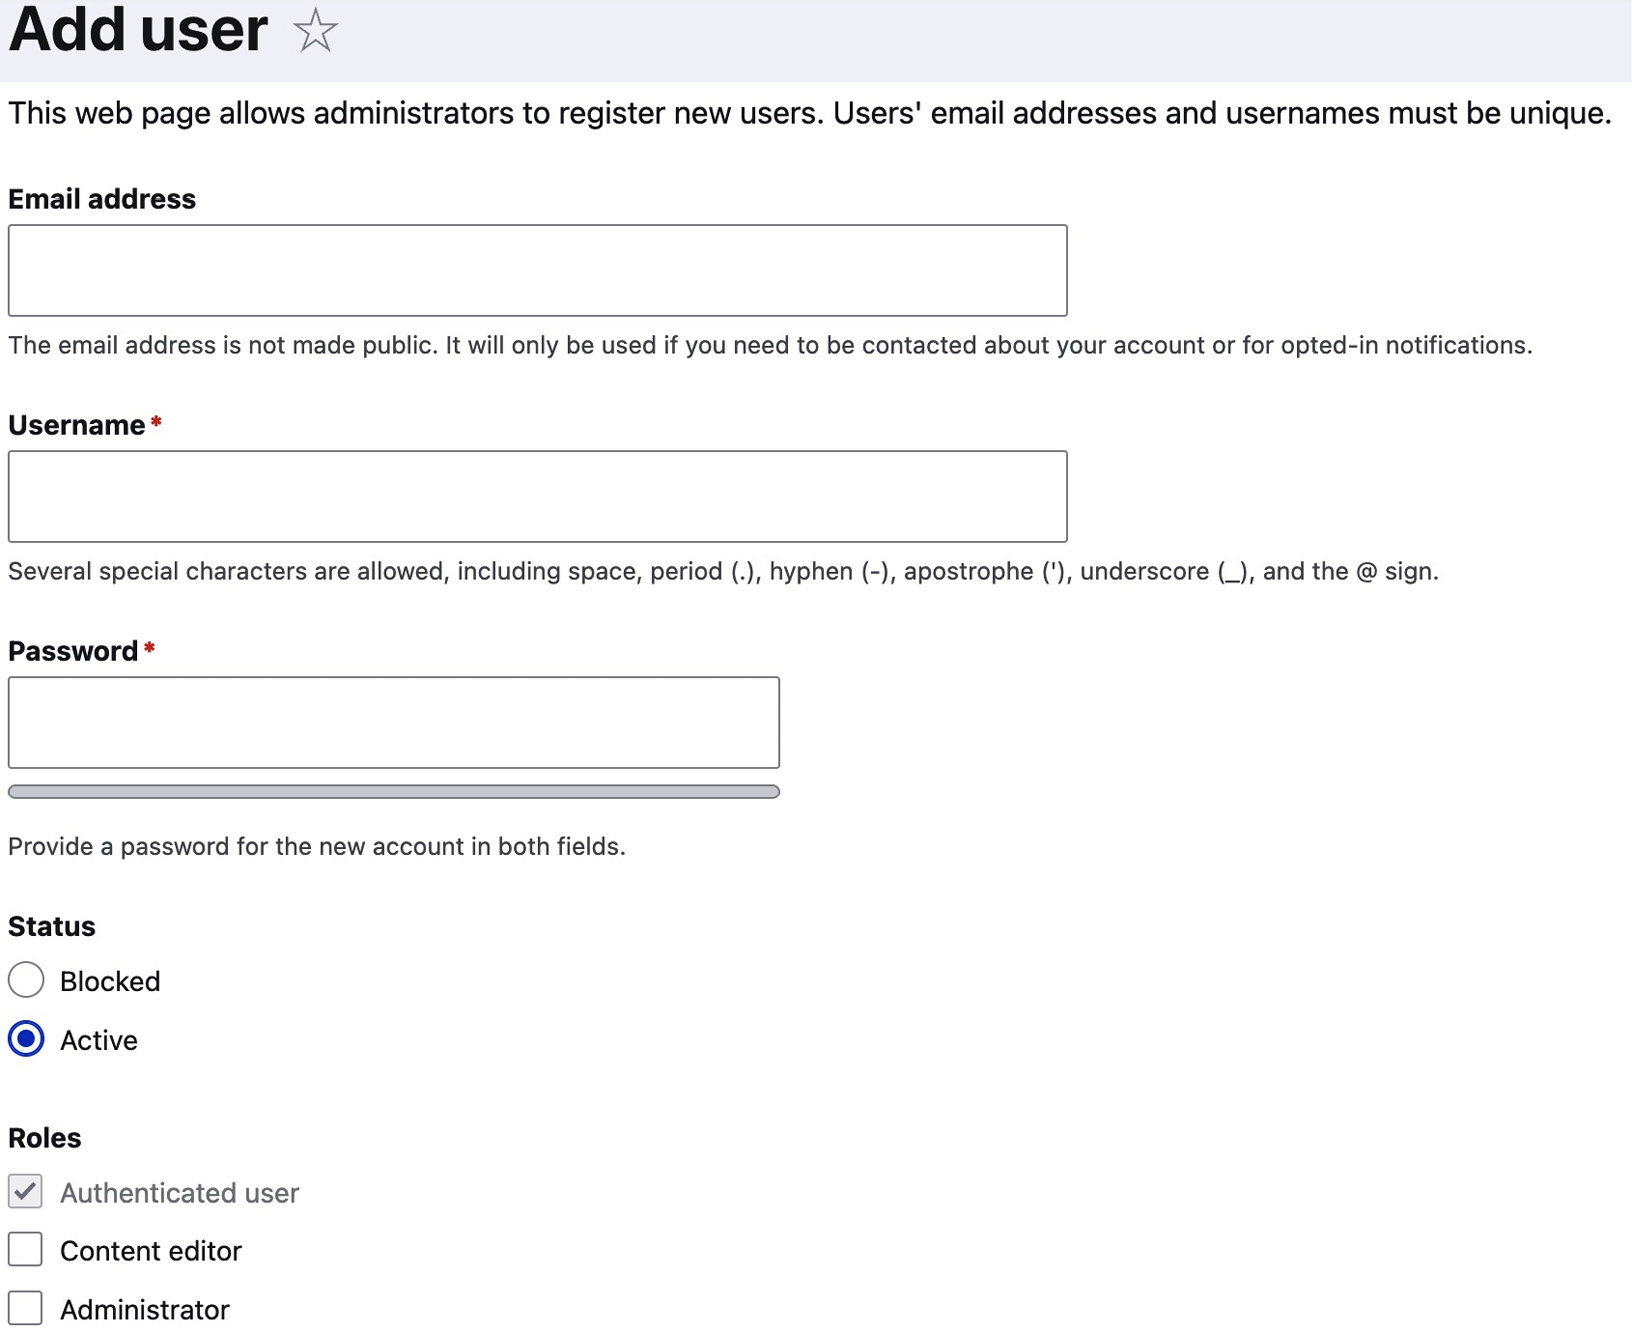 Add user
This web page allows administrators to register new users. Users' email addresses and usernames must be unique.
Email address
The email address is not made public. It will only be used if you need to be contacted about your account or for opted-in notifications.
Username*
Several special characters are allowed, including space, period (.), hyphen (-), apostrophe ('), underscore (_), and the @ sign.
Password*
Provide a password for the new account in both fields.
Status
Blocked
Active
Roles
Authenticated user
Content editor
Administrator